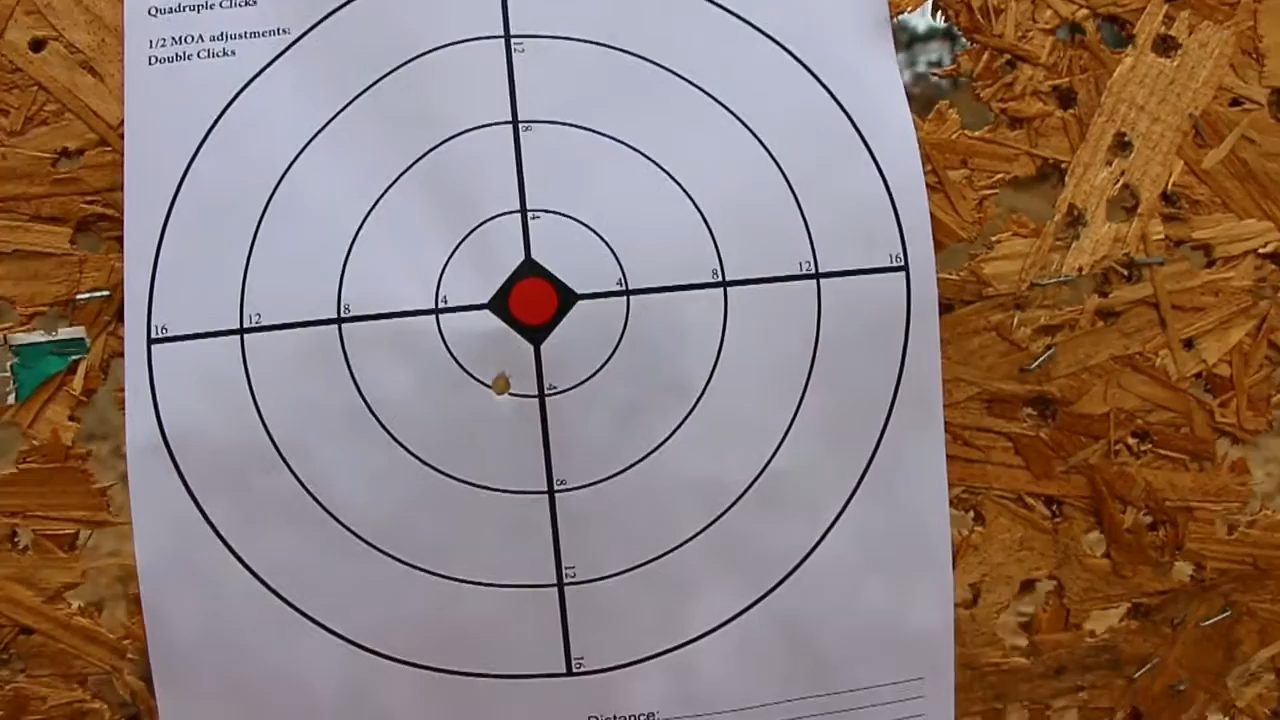 Quadruple Clicks
1/2 MOA adjustments:
Double Clicks
12
8
4
16 12 8 4 4 8 12 16
4
8
12
16
Distance: